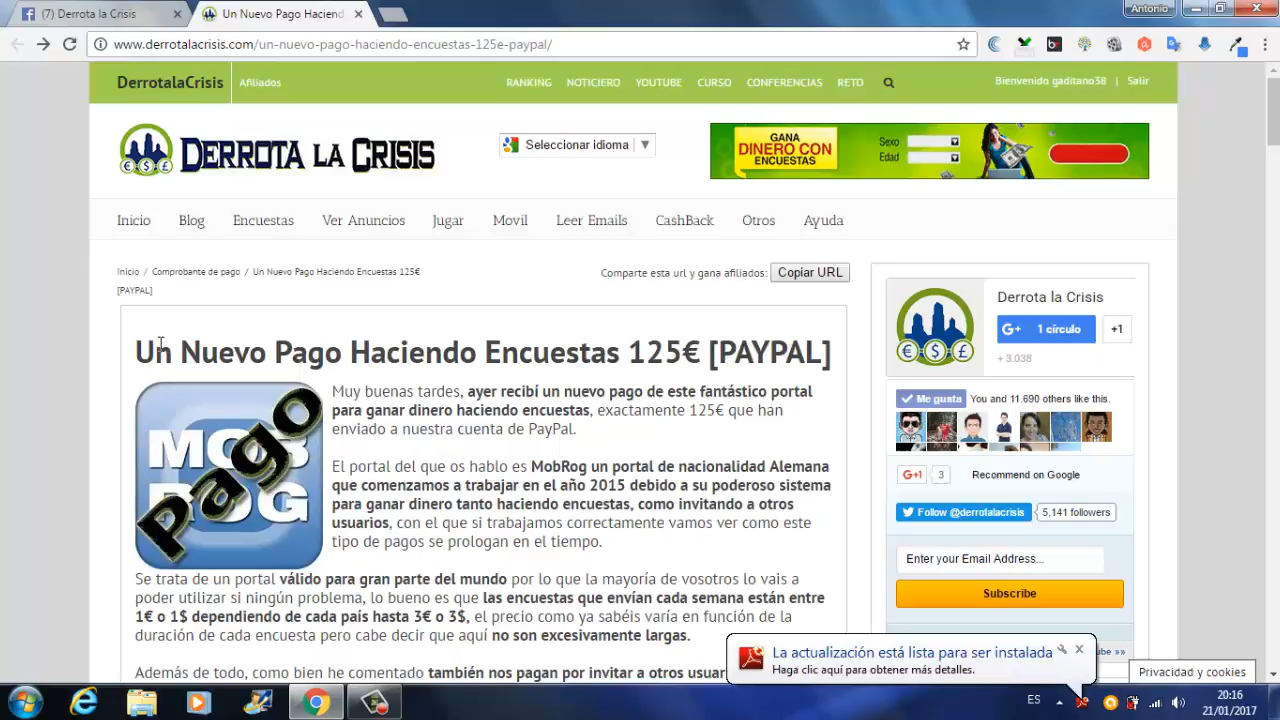 (7) Derrota la Crisis
Un Nuevo Pago Haciend
Antonio
www.derrotalacrisis.com/un-nuevo-pago-haciendo-encuestas-125e-paypal/
DerrotalaCrisis
Afiliados
RANKING NOTICIERO YOUTUBE CURSO CONFERENCIAS RETO
Bienvenido gaditano38 | Salir
DERROTA LA CRISIS
Seleccionar idioma
GANA
DINERO CON
ENCUESTAS
Sexo
Edad
Inicio Blog Encuestas Ver Anuncios Jugar Movil Leer Emails CashBack Otros Ayuda
Inicio / Comprobante de pago / Un Nuevo Pago Haciendo Encuestas 125€
[PAYPAL]
Comparte esta url y gana afiliados: Copiar URL
Un Nuevo Pago Haciendo Encuestas 125€ [PAYPAL]
MOB
ROG
Pago
Muy buenas tardes, ayer recibí un nuevo pago de este fantástico portal
para ganar dinero haciendo encuestas, exactamente 125€ que han
enviado a nuestra cuenta de PayPal.
El portal del que os hablo es MobRog un portal de nacionalidad Alemana
que comenzamos a trabajar en el año 2015 debido a su poderoso sistema
para ganar dinero tanto haciendo encuestas, como invitando a otros
usuarios, con el que si trabajamos correctamente vamos ver como este
tipo de pagos se prologan en el tiempo.
Se trata de un portal válido para gran parte del mundo por lo que la mayoría de vosotros lo vais a
poder utilizar si ningún problema, lo bueno es que las encuestas que envían cada semana están entre
1€ o 1$ dependiendo de cada país hasta 3€ o 3$, el precio como ya sabéis varía en función de la
duración de cada encuesta pero cabe decir que aquí no son excesivamente largas.
Además de todo, como bien he comentado también nos pagan por invitar a otros usu
Derrota la Crisis
G+ 1 círculo
+1
+ 3.038
Me gusta
You and 11.690 others like this.
G+1 3 Recommend on Google
Follow @derrotalacrisis
5,141 followers
Enter your Email Address...
Subscribe
ube »»
La actualización está lista para ser instalada
Haga clic aquí para obtener más detalles.
Privacidad y cookies
ES
20:16
21/01/2017